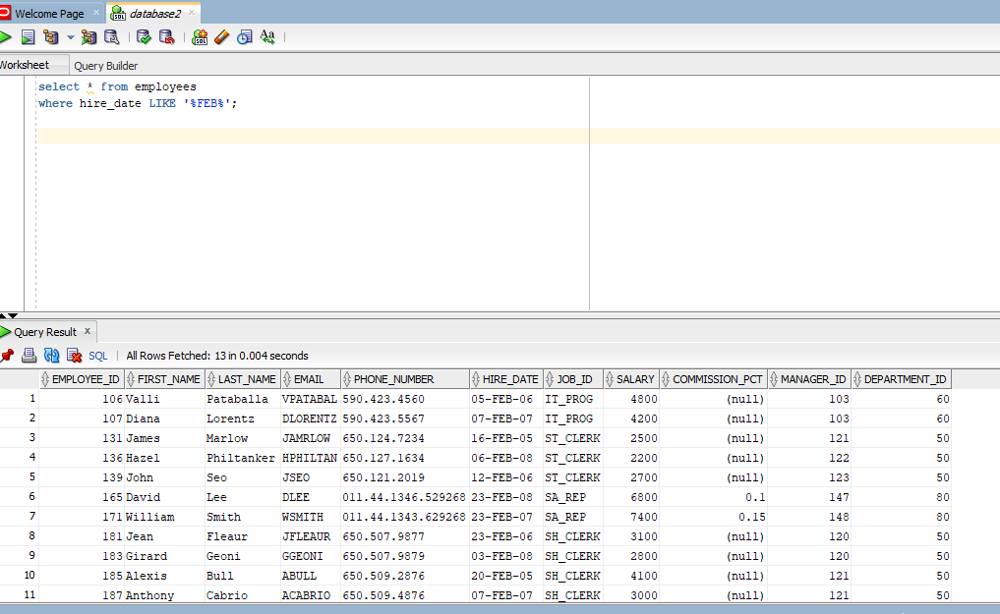 Welcome Page × database2 ×
Worksheet Query Builder
select * from employees
where hire_date LIKE '%FEB%';
Query Result ×
SQL | All Rows Fetched: 13 in 0.004 seconds
EMPLOYEE_ID FIRST_NAME LAST_NAME EMAIL PHONE_NUMBER HIRE_DATE JOB_ID SALARY COMMISSION_PCT MANAGER_ID DEPARTMENT_ID
1 106 Valli Pataballa VPATABAL 590.423.4560 05-FEB-06 IT_PROG 4800 (null) 103 60
2 107 Diana Lorentz DLORENTZ 590.423.5567 07-FEB-07 IT_PROG 4200 (null) 103 60
3 131 James Marlow JAMRLOW 650.124.7234 16-FEB-05 ST_CLERK 2500 (null) 121 50
4 136 Hazel Philtanker HPHILTAN 650.127.1634 06-FEB-08 ST_CLERK 2200 (null) 122 50
5 139 John Seo JSEO 650.121.2019 12-FEB-06 ST_CLERK 2700 (null) 123 50
6 165 David Lee DLEE 011.44.1346.529268 23-FEB-08 SA_REP 6800 0.1 147 80
7 171 William Smith WSMITH 011.44.1343.629268 23-FEB-07 SA_REP 7400 0.15 148 80
8 181 Jean Fleaur JFLEAUR 650.507.9877 23-FEB-06 SH_CLERK 3100 (null) 120 50
9 183 Girard Geoni GGEONI 650.507.9879 03-FEB-08 SH_CLERK 2800 (null) 120 50
10 185 Alexis Bull ABULL 650.509.2876 20-FEB-05 SH_CLERK 4100 (null) 121 50
11 187 Anthony Cabrio ACABRIO 650.509.4876 07-FEB-07 SH_CLERK 3000 (null) 121 50